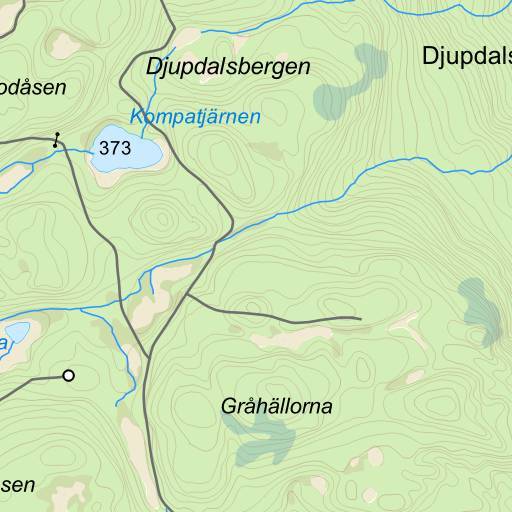 Djupdals
Djupdalsbergen
odåsen
Kompatjärnen
373
a
Gråhällorna
sen